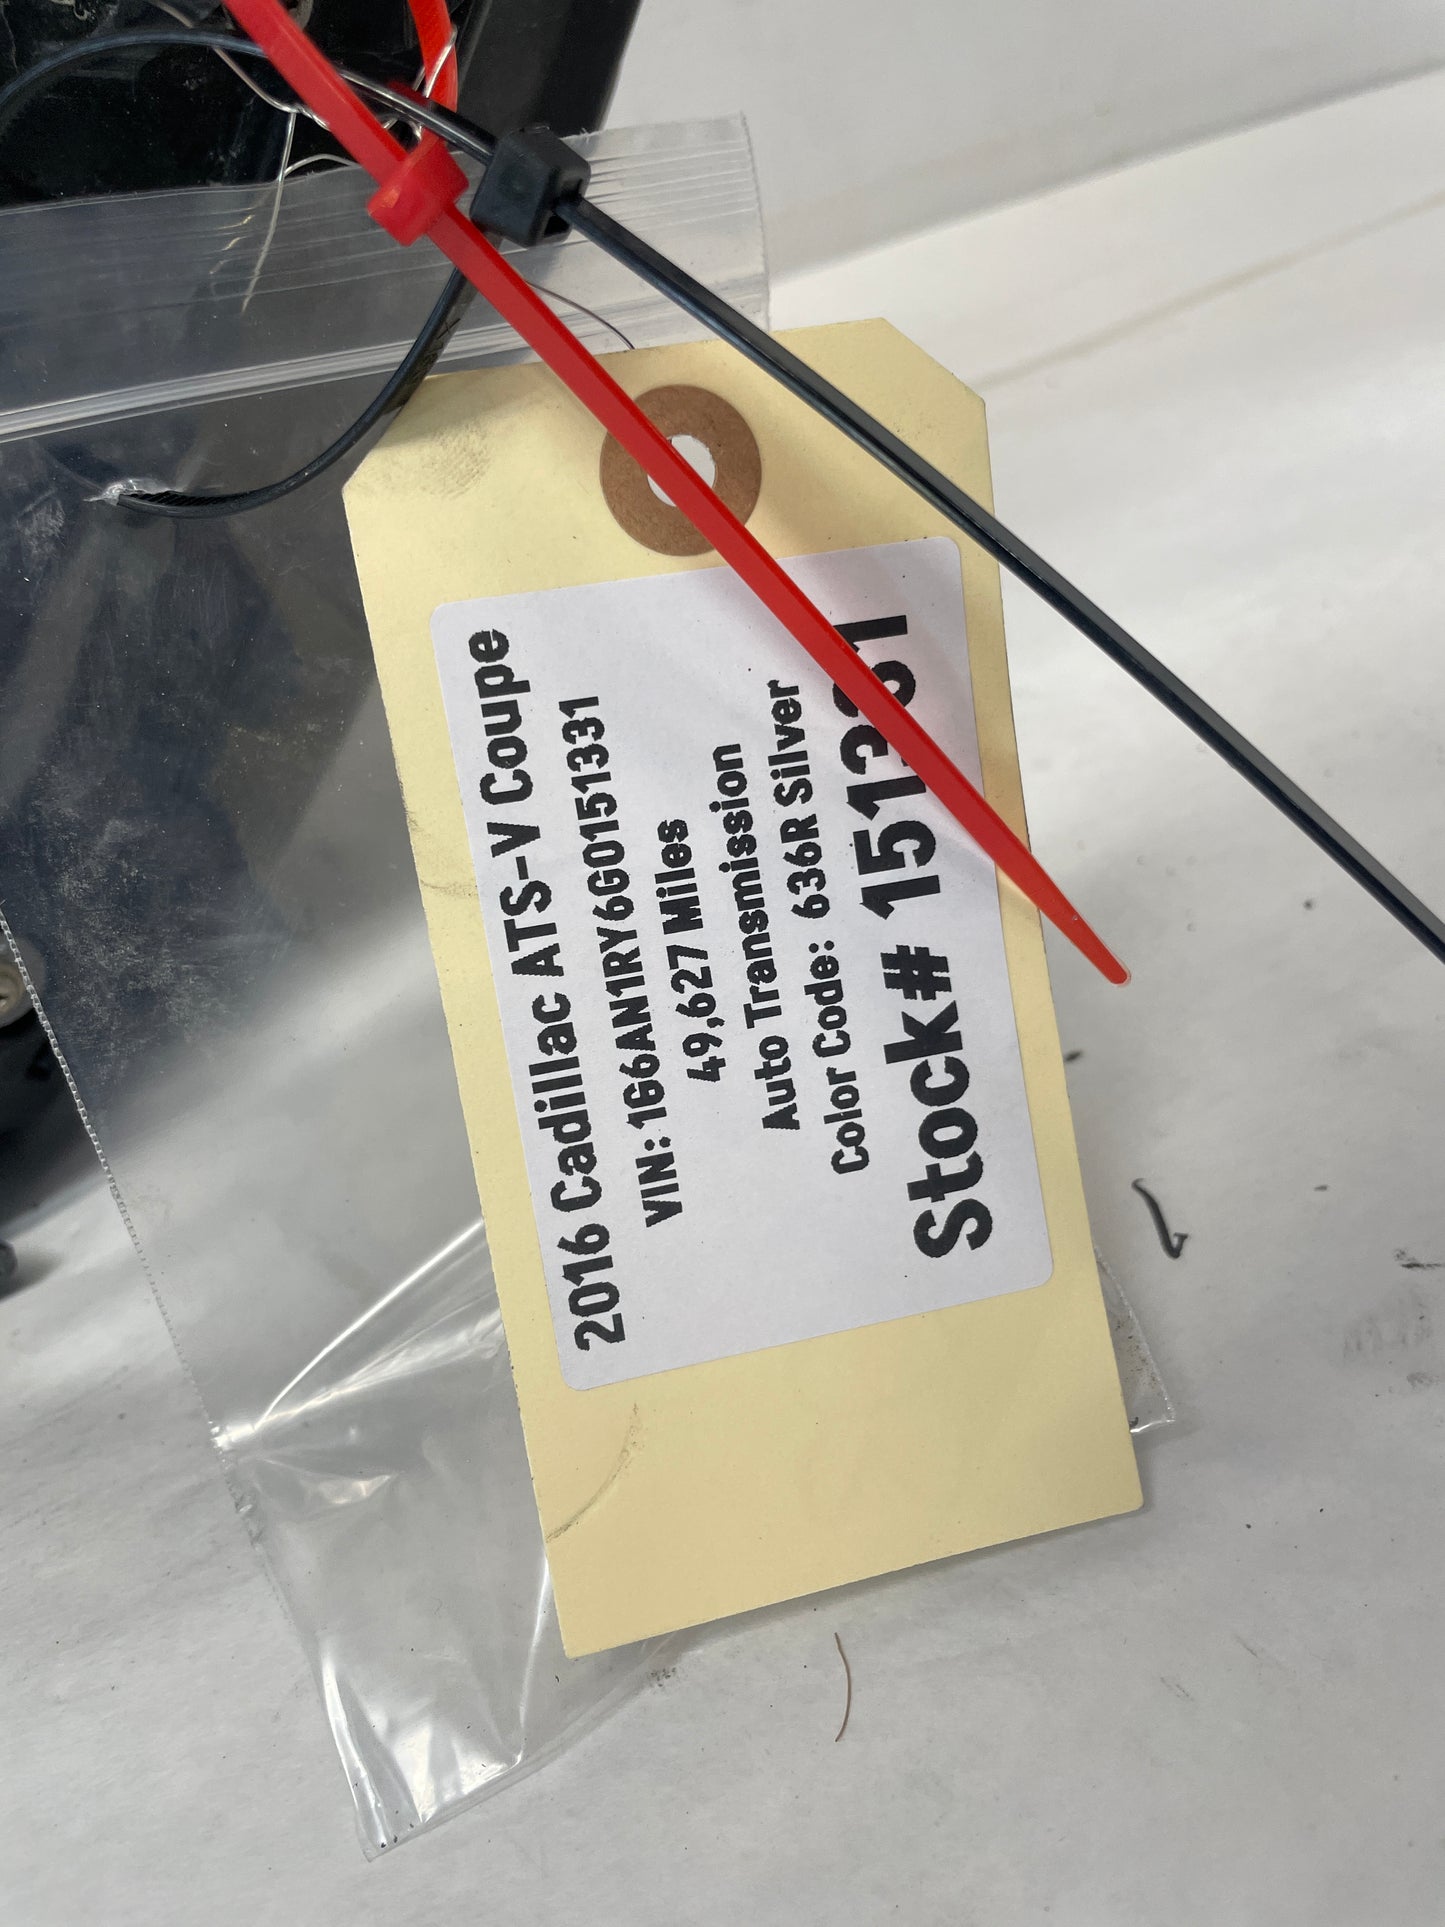 2016 Cadillac ATS-V Coupe
VIN: 1G6AN1RY6G0151331
49,627 Miles
Auto Transmission
Color Code: 636R Silver
Stock# 151331